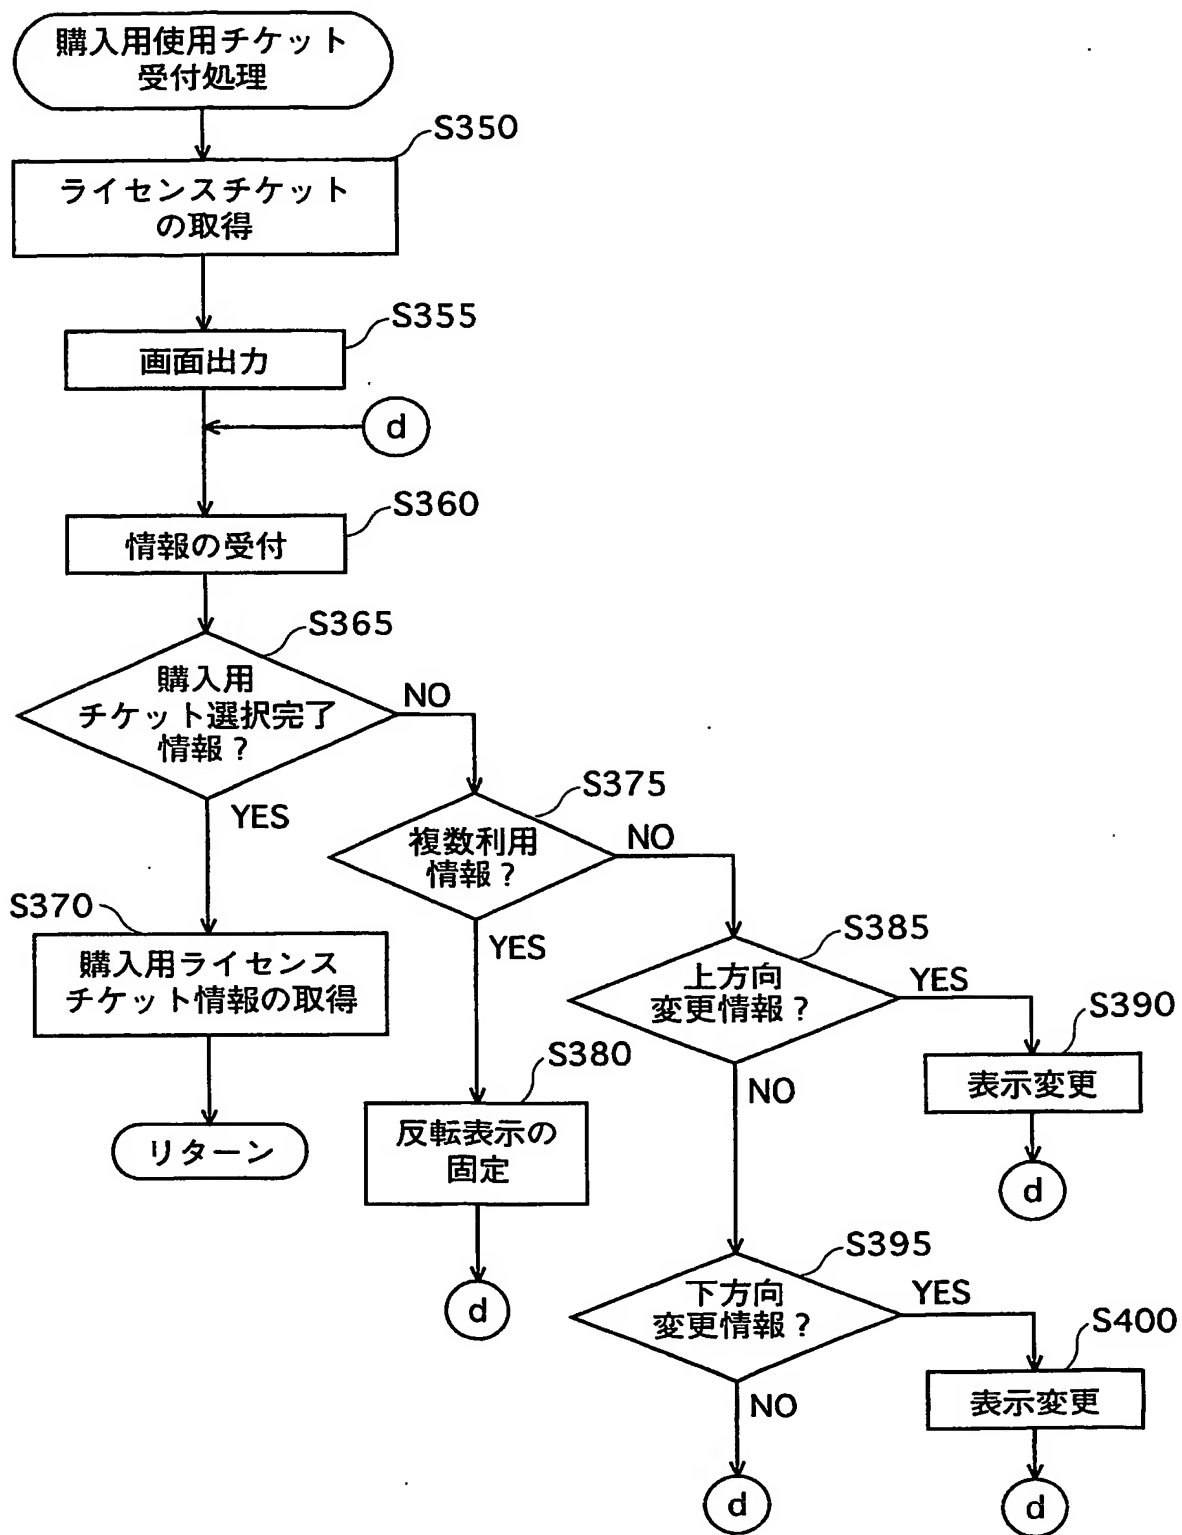 購入用使用チケット
受付処理
S350
ライセンスチケット
の取得
S355
画面出力
d
S360
情報の受付
S365
購入用
チケット選択完了
情報？
NO
YES
S375
複数利用
情報？
NO
YES
S370
購入用ライセンス
チケット情報の取得
リターン
S380
反転表示の
固定
d
S385
上方向
変更情報？
YES
NO
S390
表示変更
d
S395
下方向
変更情報？
YES
NO
S400
表示変更
d
d